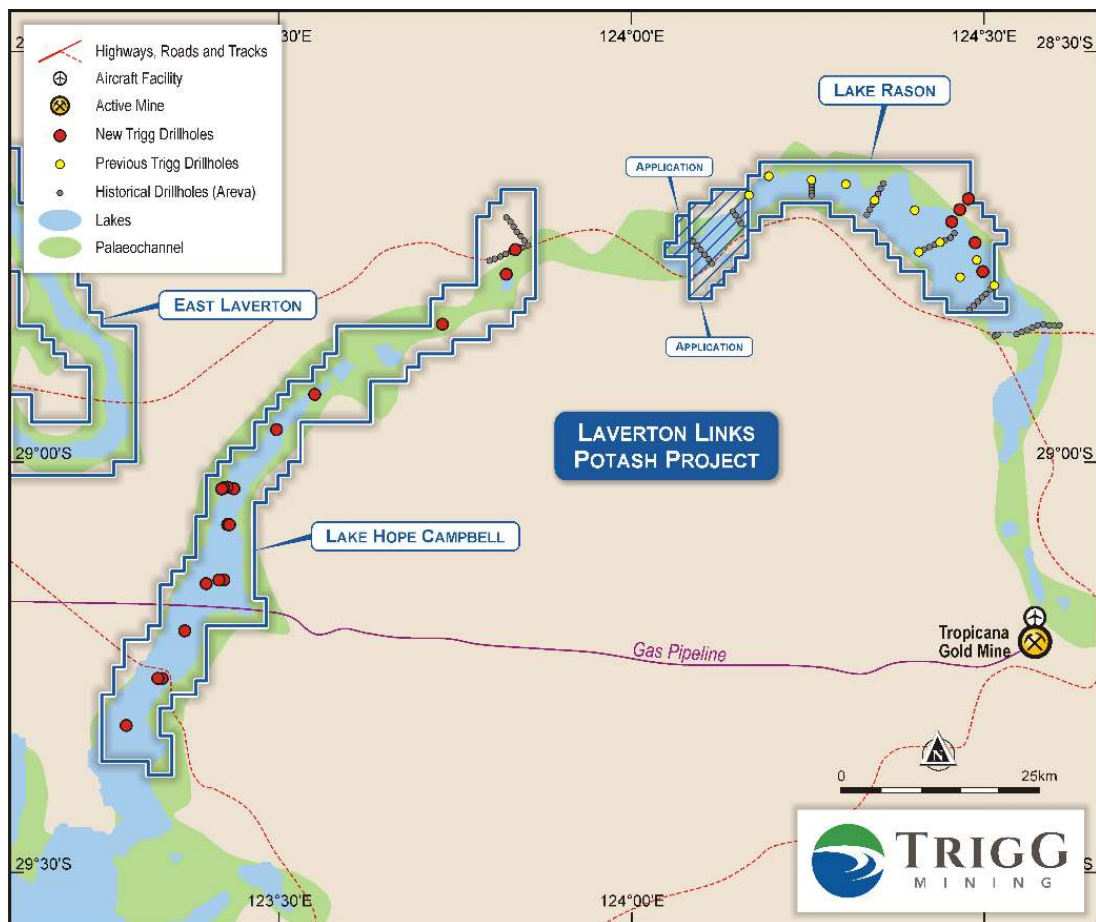 30'E
124°00'E
124°30'E
28°30'S
Highways, Roads and Tracks
Aircraft Facility
Active Mine
New Trigg Drillholes
Previous Trigg Drillholes
Historical Drillholes (Areva)
Lakes
Palaeochannel
LAKE RASON
APPLICATION
EAST LAVERTON
APPLICATION
LAVERTON LINKS
POTASH PROJECT
29°00'S
29°00'S
LAKE HOPE CAMPBELL
Gas Pipeline
Tropicana
Gold Mine
N
0 25km
TRIGG
MINING
29°30'S
S
123°30'E
124°00'E